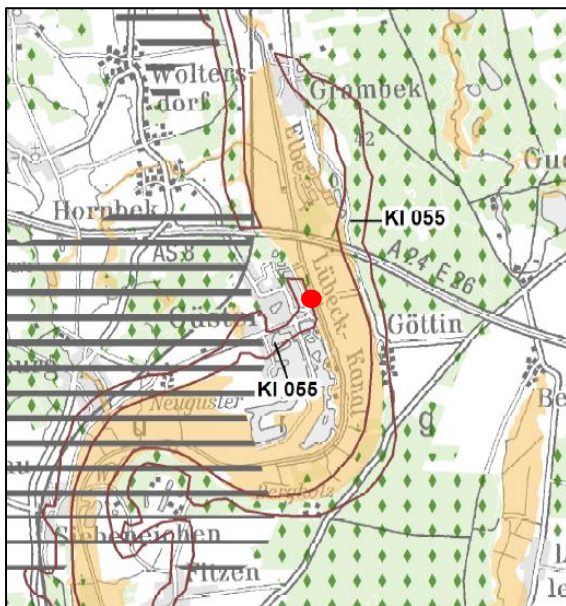 Wolters-
dorf
Grambek
42
Elbe-
Hornbek
KI 055
AS 8
A 24 E 26
Lübeck-Kanal
Güster
Göttin
KI 055
Neugüster
g
Bergholz
Siebeneichen
Fitzen